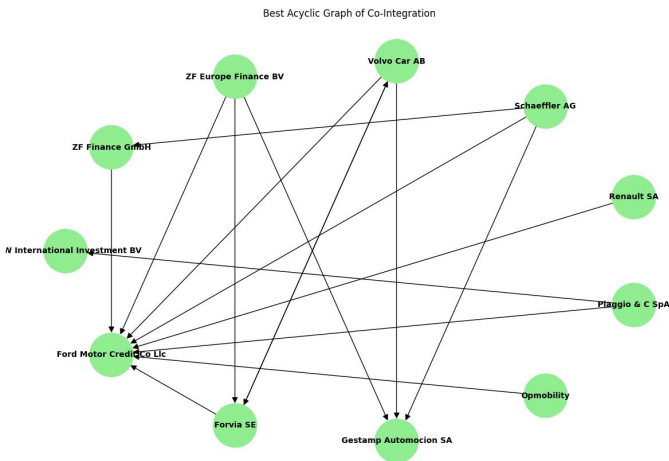 Best Acyclic Graph of Co-Integration
Volvo Car AB
ZF Europe Finance BV
Schaeffler AG
ZF Finance GmbH
Renault SA
N International Investment BV
Piaggio & C SpA
Ford Motor Credit Co Llc
Opmobility
Forvia SE
Gestamp Automocion SA